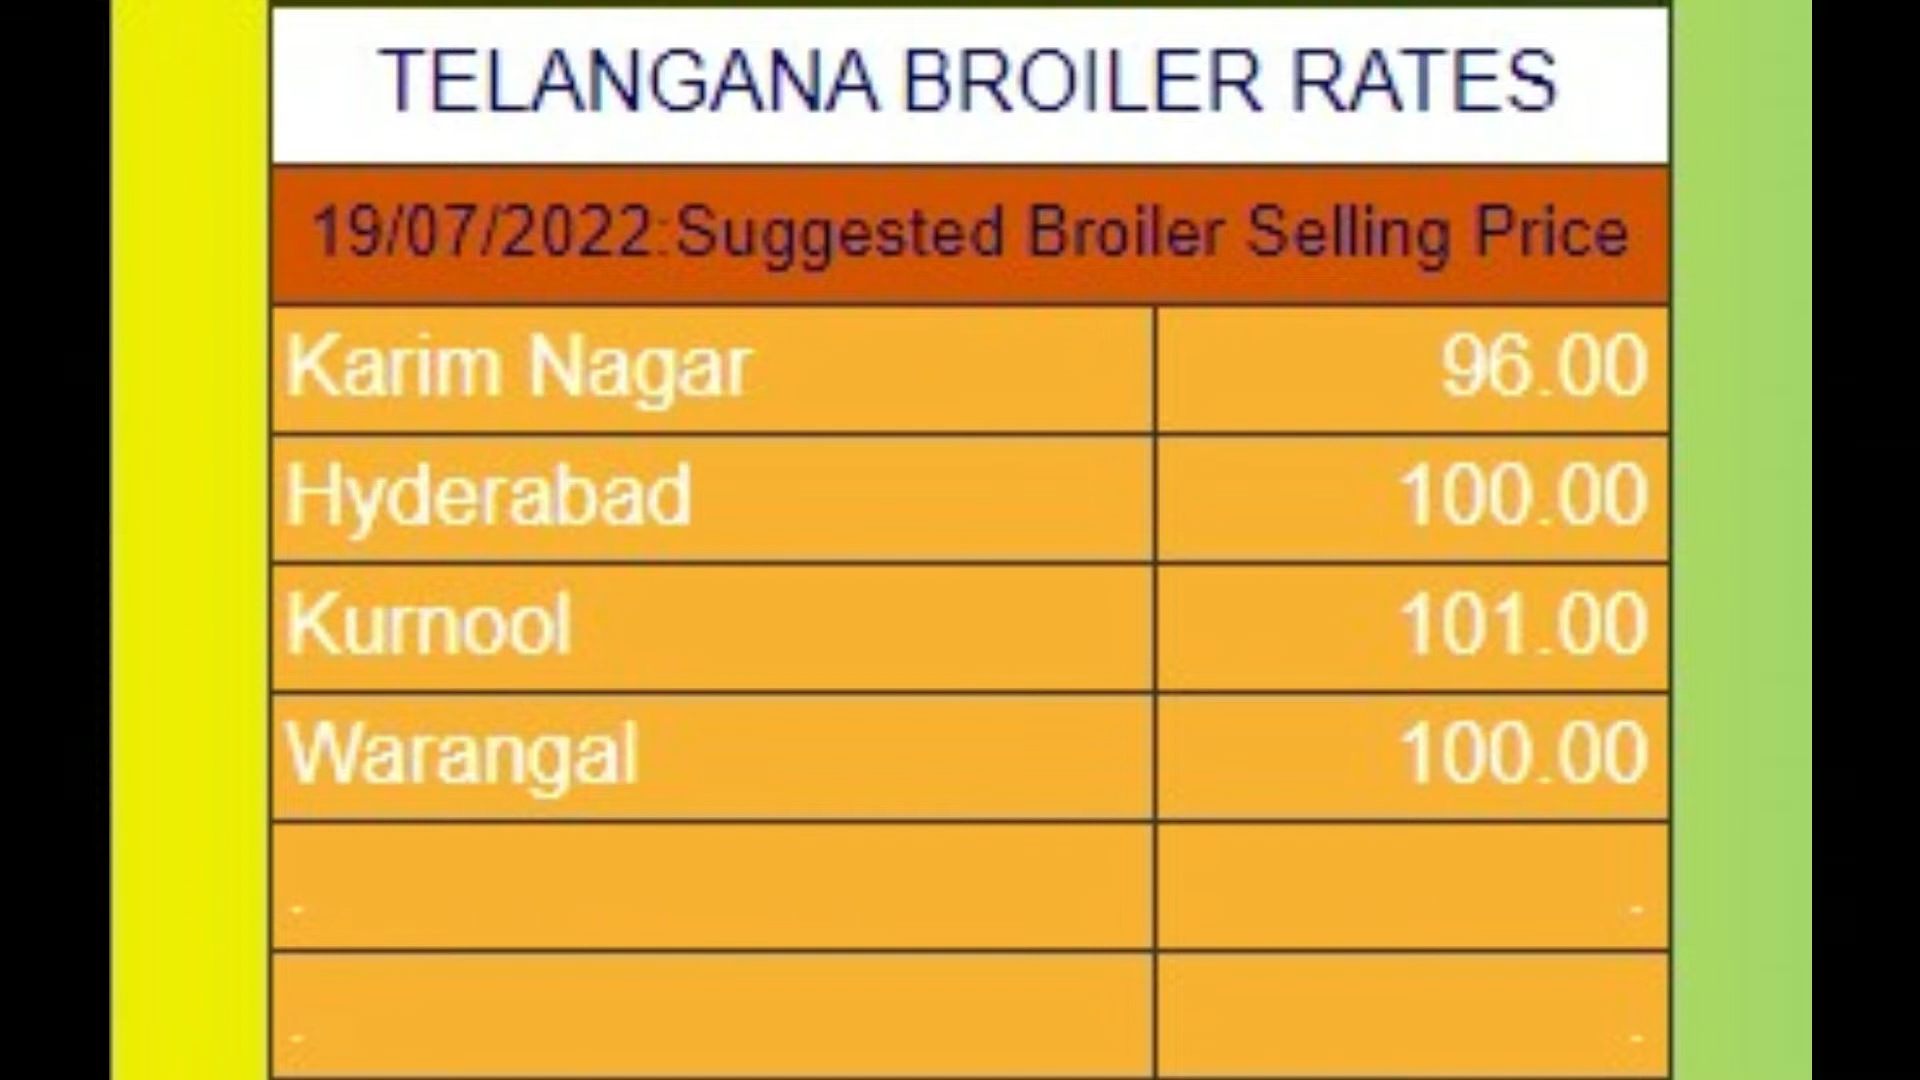 TELANGANA BROILER RATES
19/07/2022:Suggested Broiler Selling Price
Karim Nagar 96.00
Hyderabad 100.00
Kurnool 101.00
Warangal 100.00
. .
. .